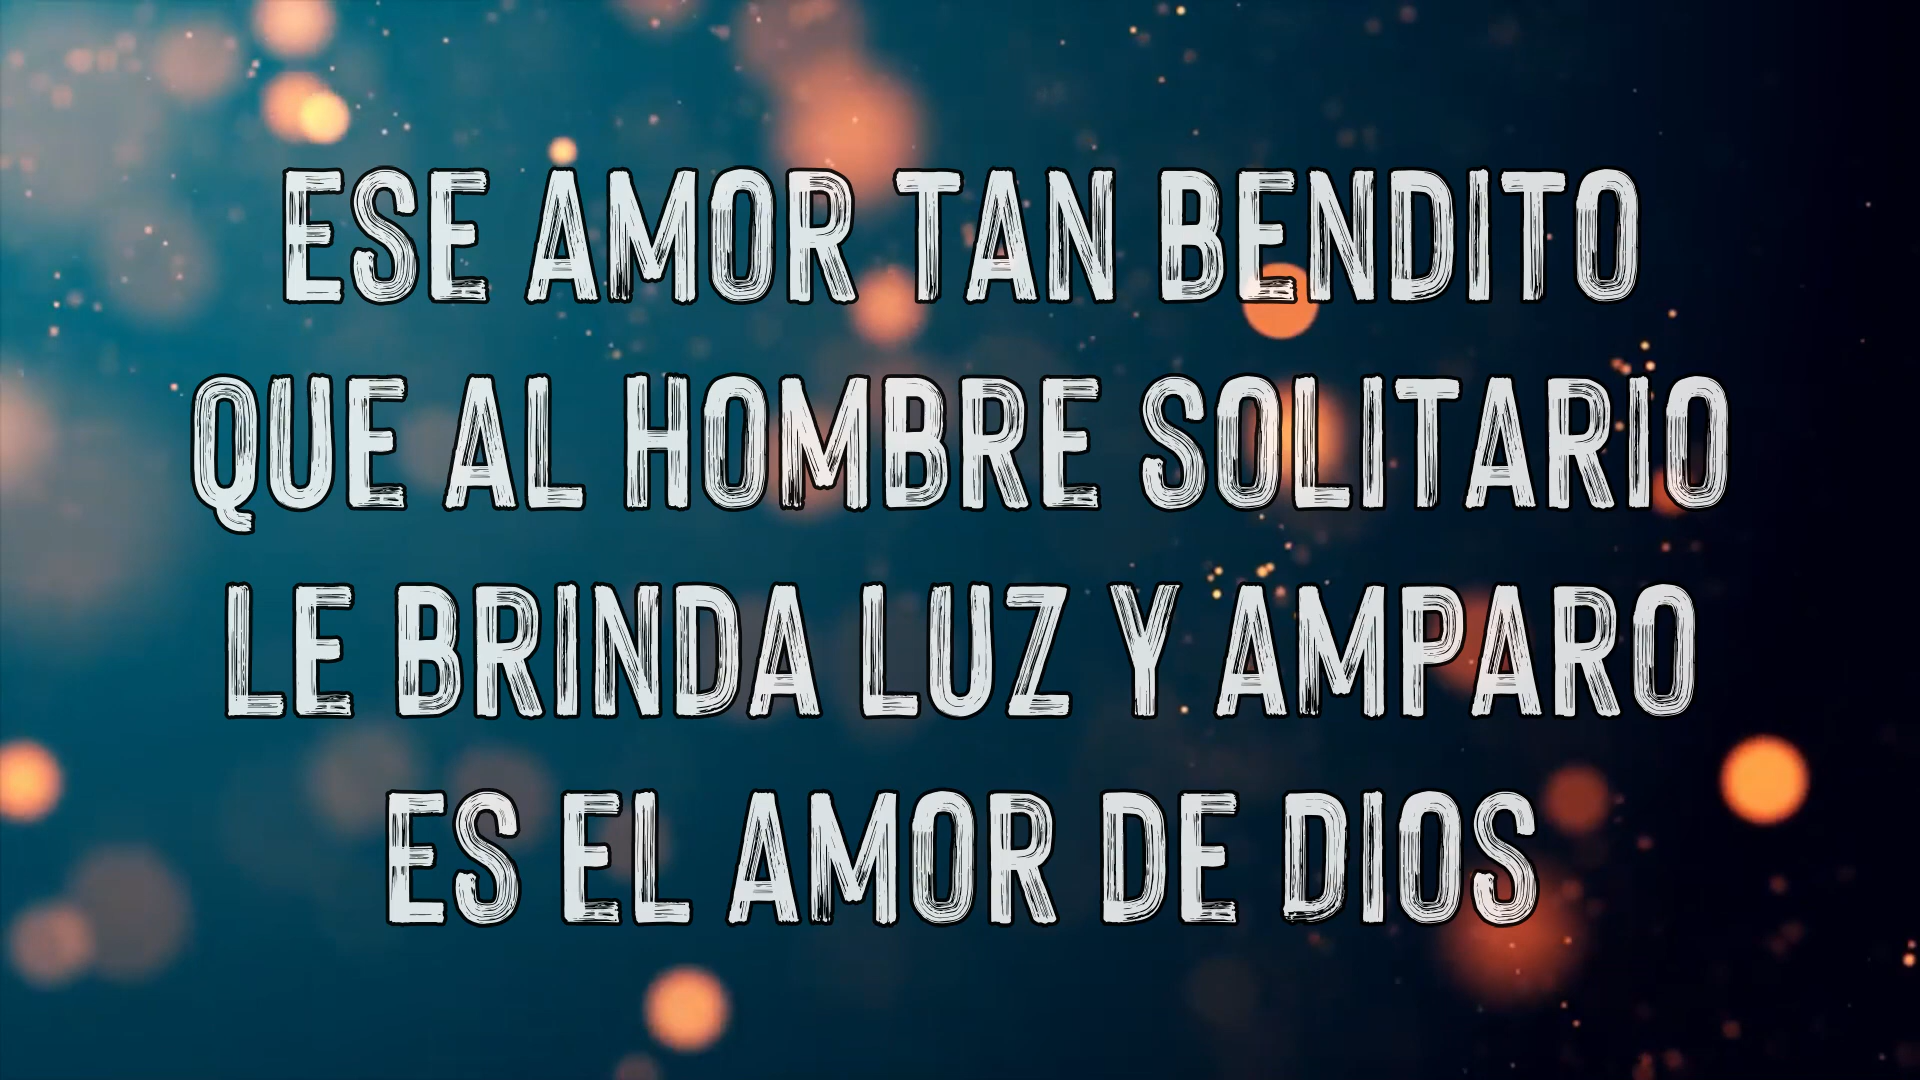 ESE AMOR TAN BENDITO
QUE AL HOMBRE SOLITARIO
LE BRINDA LUZ Y AMPARO
ES EL AMOR DE DIOS